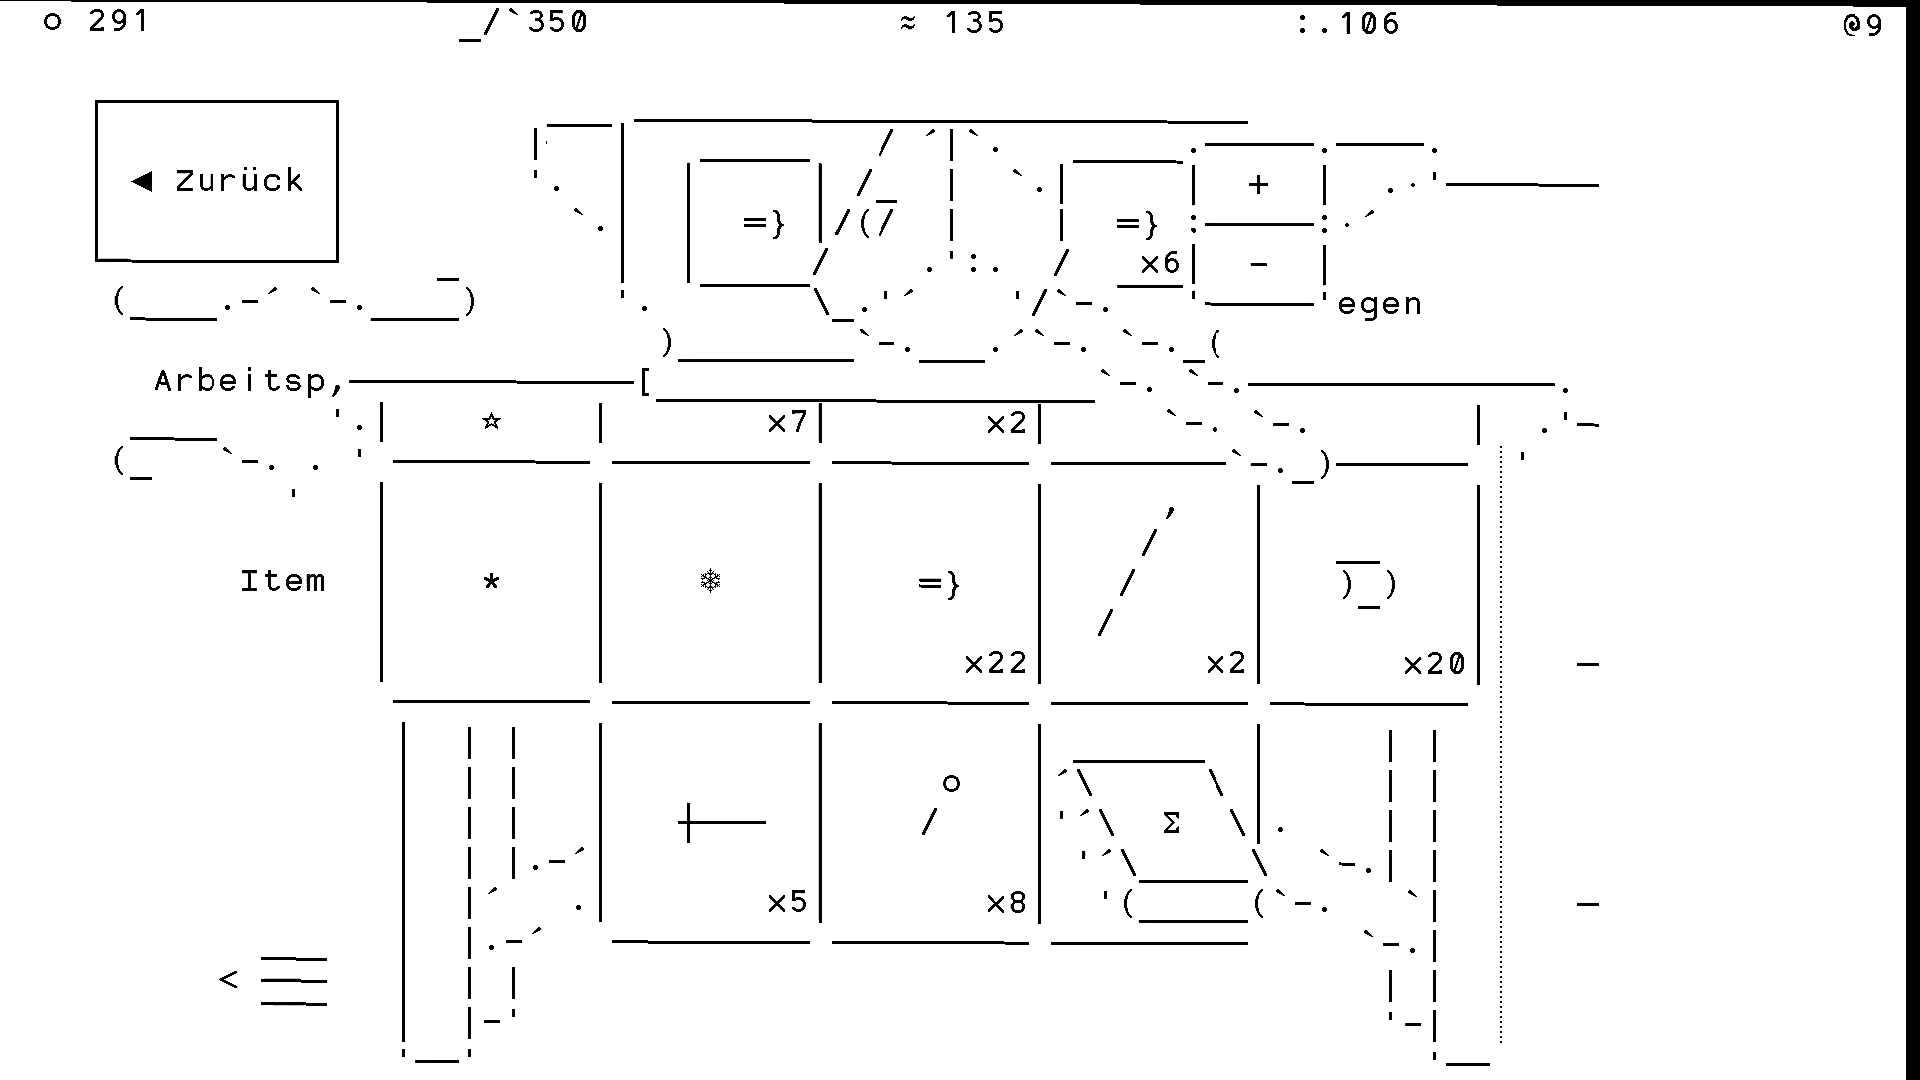 ○ 291 _/`350 ≈ 135 :.106 @9
◀ Zurück
+
=} =}
×6 -
egen
Arbeitsp,
☆ ×7 ×2
Item * ❄ =}
×22 ×2 ×20
Σ
×5 ×8
<